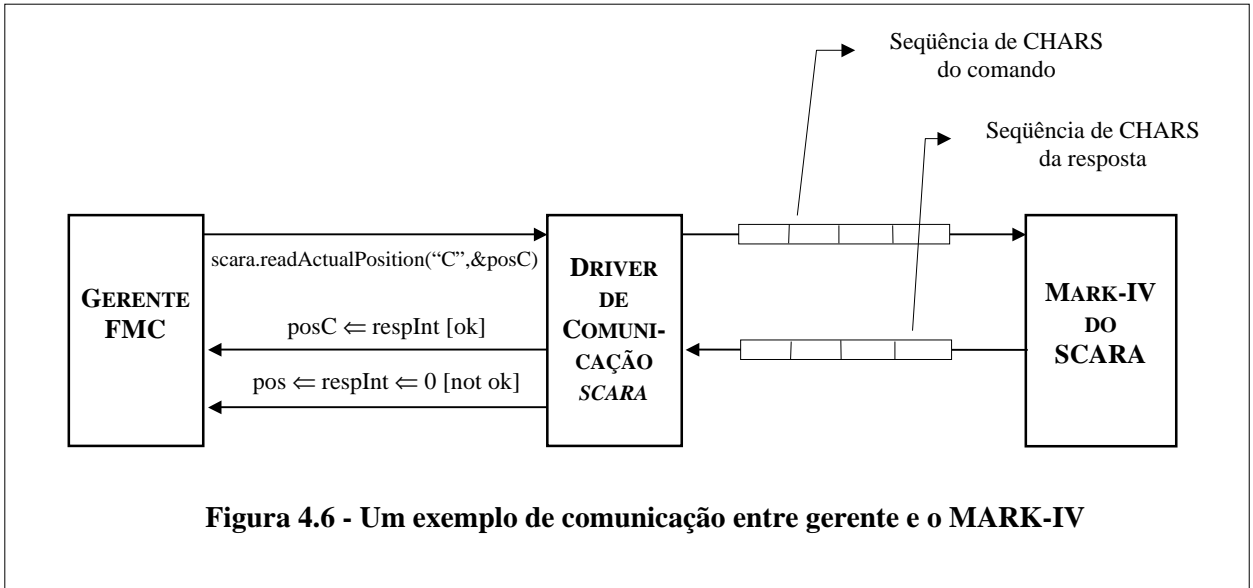 Seqüência de CHARS
do comando
Seqüência de CHARS
da resposta
GERENTE
FMC
scara.readActualPosition(“C”,&posC)
posC ⇐ respInt [ok]
pos ⇐ respInt ⇐ 0 [not ok]
DRIVER
DE
COMUNI-
CAÇÃO
SCARA
MARK-IV
DO
SCARA
Figura 4.6 - Um exemplo de comunicação entre gerente e o MARK-IV